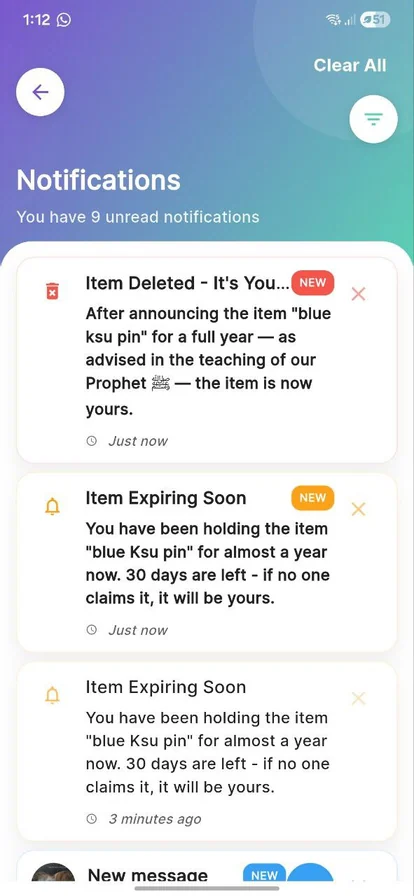 1:12
51
Clear All
Notifications
You have 9 unread notifications
Item Deleted - It's You... NEW
After announcing the item "blue
ksu pin" for a full year — as
advised in the teaching of our
Prophet ﷺ — the item is now
yours.
Just now
Item Expiring Soon NEW
You have been holding the item
"blue Ksu pin" for almost a year
now. 30 days are left - if no one
claims it, it will be yours.
Just now
Item Expiring Soon
You have been holding the item
"blue Ksu pin" for almost a year
now. 30 days are left - if no one
claims it, it will be yours.
3 minutes ago
New message NEW